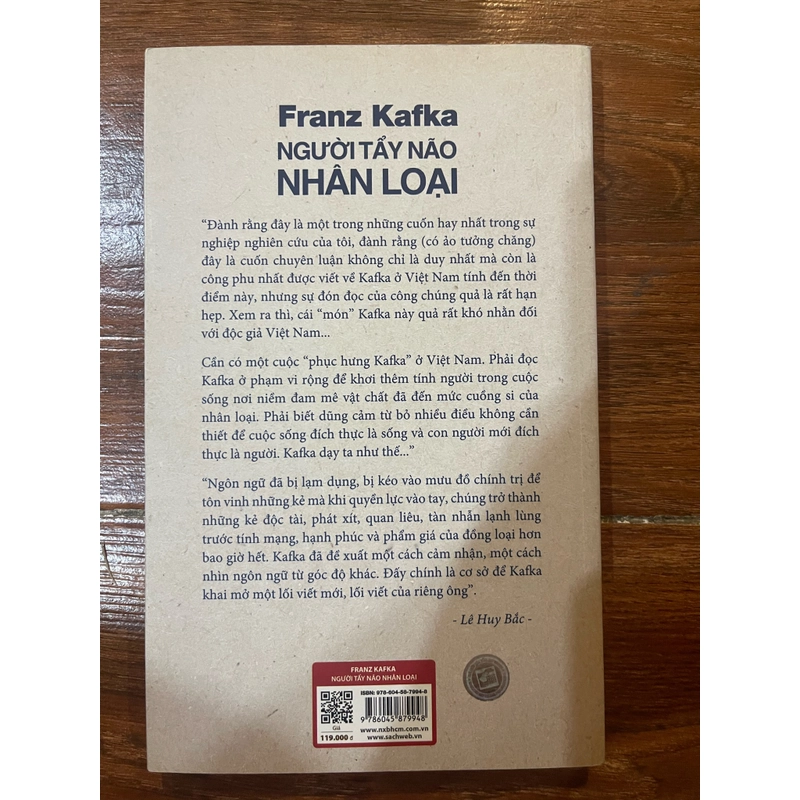 Franz Kafka
NGƯỜI TẨY NÃO
NHÂN LOẠI
“Đành rằng đây là một trong những cuốn hay nhất trong sự
nghiệp nghiên cứu của tôi, đành rằng (có ảo tưởng chăng)
đây là cuốn chuyên luận không chỉ là duy nhất mà còn là
công phu nhất được viết về Kafka ở Việt Nam tính đến thời
điểm này, nhưng sự đón đọc của công chúng quả là rất hạn
hẹp. Xem ra thì, cái “món” Kafka này quả rất khó nhằn đối
với độc giả Việt Nam...
Cần có một cuộc “phục hưng Kafka” ở Việt Nam. Phải đọc
Kafka ở phạm vi rộng để khơi thêm tính người trong cuộc
sống nơi niềm đam mê vật chất đã đến mức cuồng si của
nhân loại. Phải biết dũng cảm từ bỏ nhiều điều không cần
thiết để cuộc sống đích thực là sống và con người mới đích
thực là người. Kafka dạy ta như thế...”
“Ngôn ngữ đã bị lạm dụng, bị kéo vào mưu đồ chính trị để
tôn vinh những kẻ mà khi quyền lực vào tay, chúng trở thành
những kẻ độc tài, phát xít, quan liêu, tàn nhẫn lạnh lùng
trước tính mạng, hạnh phúc và phẩm giá của đồng loại hơn
bao giờ hết. Kafka đã đề xuất một cách cảm nhận, một cách
nhìn ngôn ngữ từ góc độ khác. Đấy chính là cơ sở để Kafka
khai mở một lối viết mới, lối viết của riêng ông”.
- Lê Huy Bắc -
FRANZ KAFKA
NGƯỜI TẨY NÃO NHÂN LOẠI
ISBN: 978-604-58-7994-8
9 786045 879948
Giá
119.000 đ
www.nxbhcm.com.vn
www.sachweb.vn